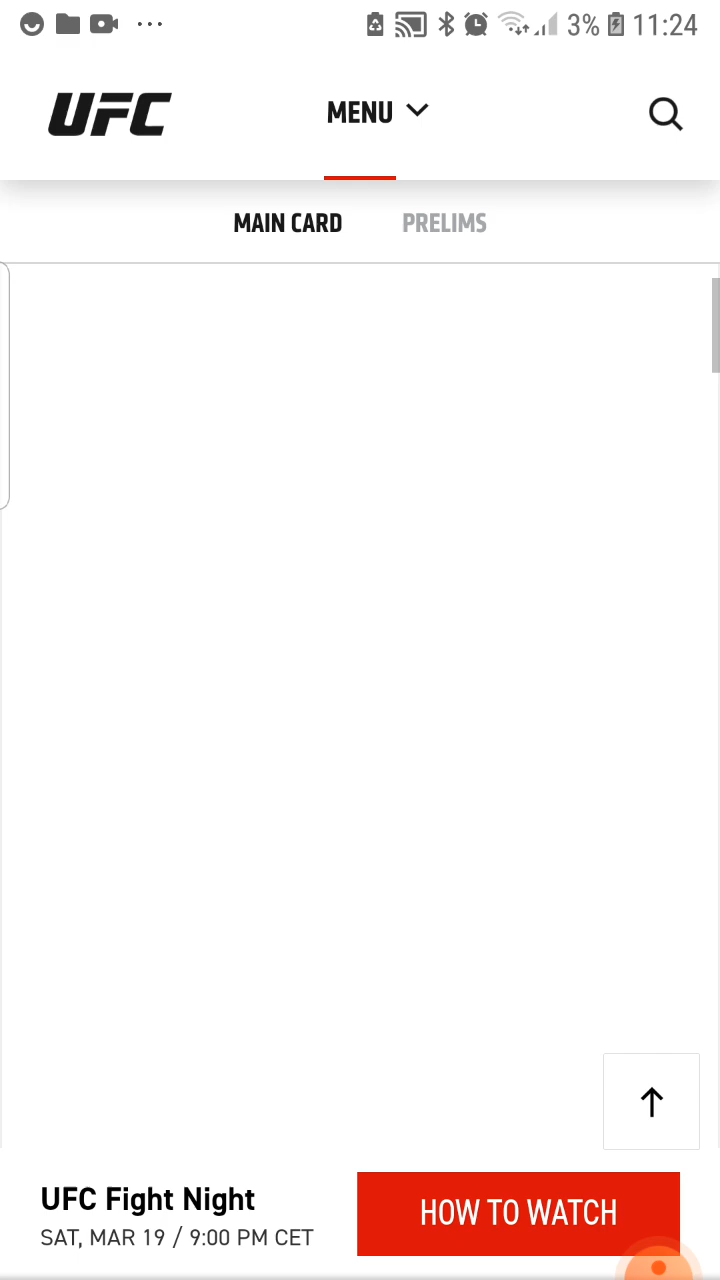 3% 11:24
UFC MENU
MAIN CARD PRELIMS
UFC Fight Night
SAT, MAR 19 / 9:00 PM CET
HOW TO WATCH